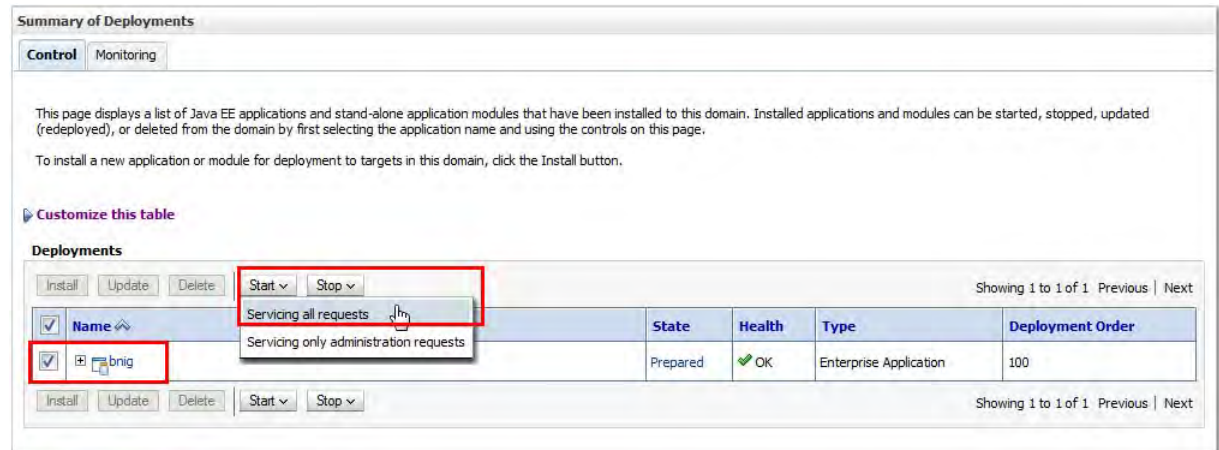 Summary of Deployments
Control Monitoring
This page displays a list of Java EE applications and stand-alone application modules that have been installed to this domain. Installed applications and modules can be started, stopped, updated
(redeployed), or deleted from the domain by first selecting the application name and using the controls on this page.
To install a new application or module for deployment to targets in this domain, click the Install button.
Customize this table
Deployments
Install Update Delete Start Stop Showing 1 to 1 of 1 Previous | Next
Servicing all requests
Servicing only administration requests
Name State Health Type Deployment Order
bnig Prepared OK Enterprise Application 100
Install Update Delete Start Stop Showing 1 to 1 of 1 Previous | Next